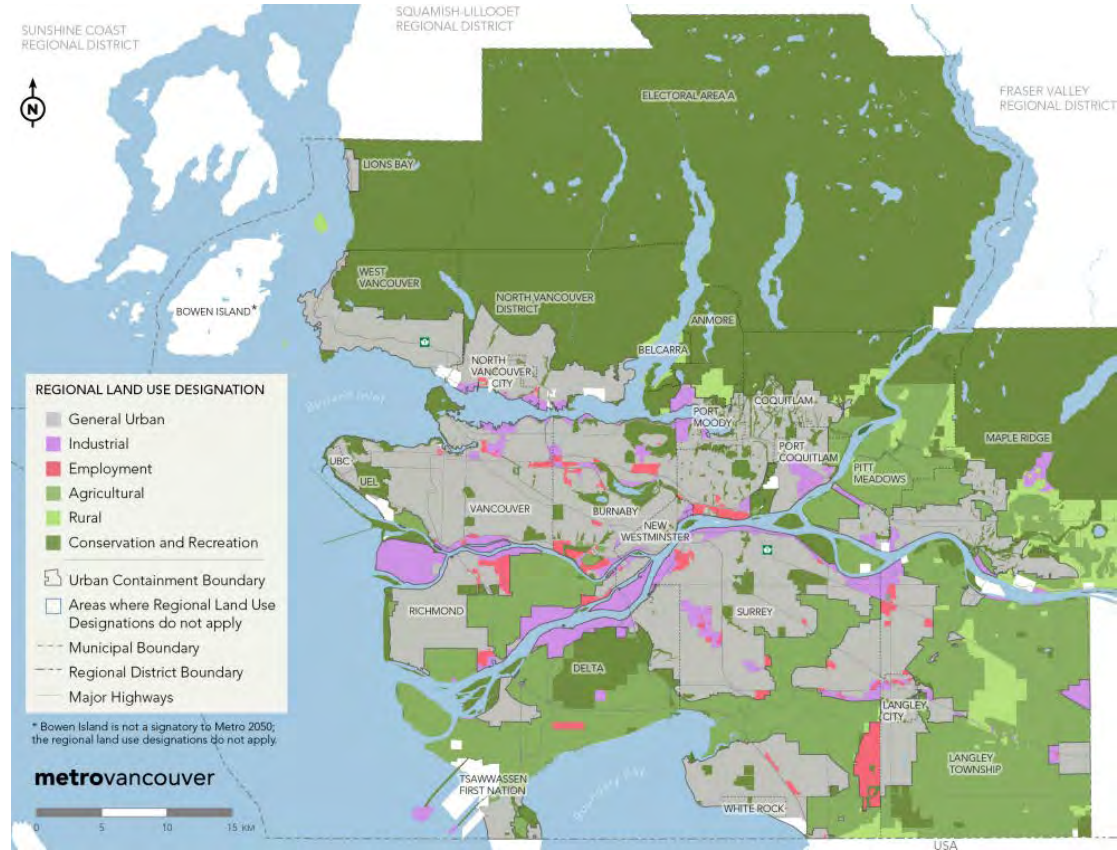 SUNSHINE COAST
REGIONAL DISTRICT
SQUAMISH-LILLOOET
REGIONAL DISTRICT
FRASER VALLEY
REGIONAL DISTRICT
N
ELECTORAL AREA A
LIONS BAY
WEST
VANCOUVER
BOWEN ISLAND*
NORTH VANCOUVER
DISTRICT
ANMORE
BELCARRA
NORTH
VANCOUVER
CITY
Burrard Inlet
PORT
MOODY
COQUITLAM
PORT
COQUITLAM
MAPLE RIDGE
PITT
MEADOWS
UBC
UEL
VANCOUVER
BURNABY
NEW
WESTMINSTER
RICHMOND
SURREY
DELTA
LANGLEY
CITY
LANGLEY
TOWNSHIP
TSAWWASSEN
FIRST NATION
Boundary Bay
WHITE ROCK
USA
REGIONAL LAND USE DESIGNATION
General Urban
Industrial
Employment
Agricultural
Rural
Conservation and Recreation
Urban Containment Boundary
Areas where Regional Land Use
Designations do not apply
Municipal Boundary
Regional District Boundary
Major Highways
* Bowen Island is not a signatory to Metro 2050;
the regional land use designations do not apply.
metrovancouver
0 5 10 15 KM